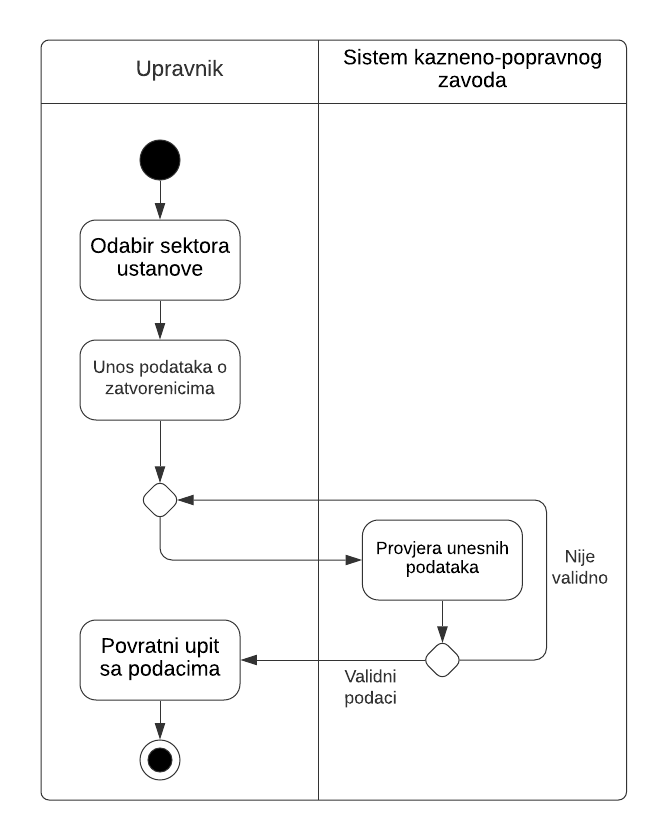 Upravnik
Sistem kazneno-popravnog
zavoda
Odabir sektora
ustanove
Unos podataka o
zatvorenicima
Provjera unesnih
podataka
Nije
validno
Povratni upit
sa podacima
Validni
podaci